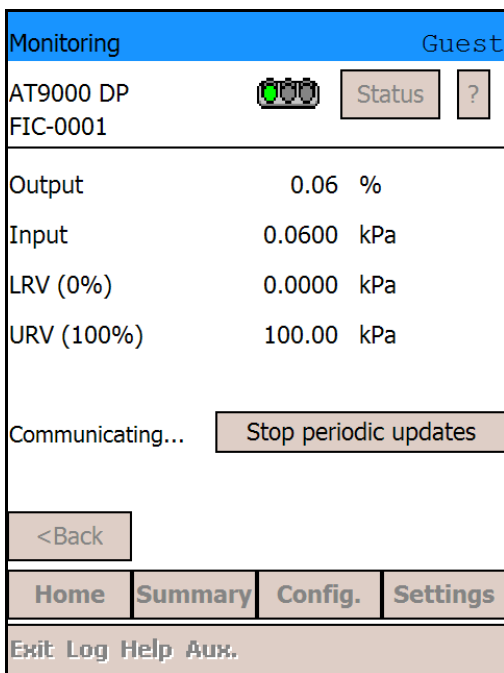 Monitoring Guest
AT9000 DP Status ?
FIC-0001
Output 0.06 %
Input 0.0600 kPa
LRV (0%) 0.0000 kPa
URV (100%) 100.00 kPa
Communicating... Stop periodic updates
<Back
Home Summary Config. Settings
Exit Log Help Aux.